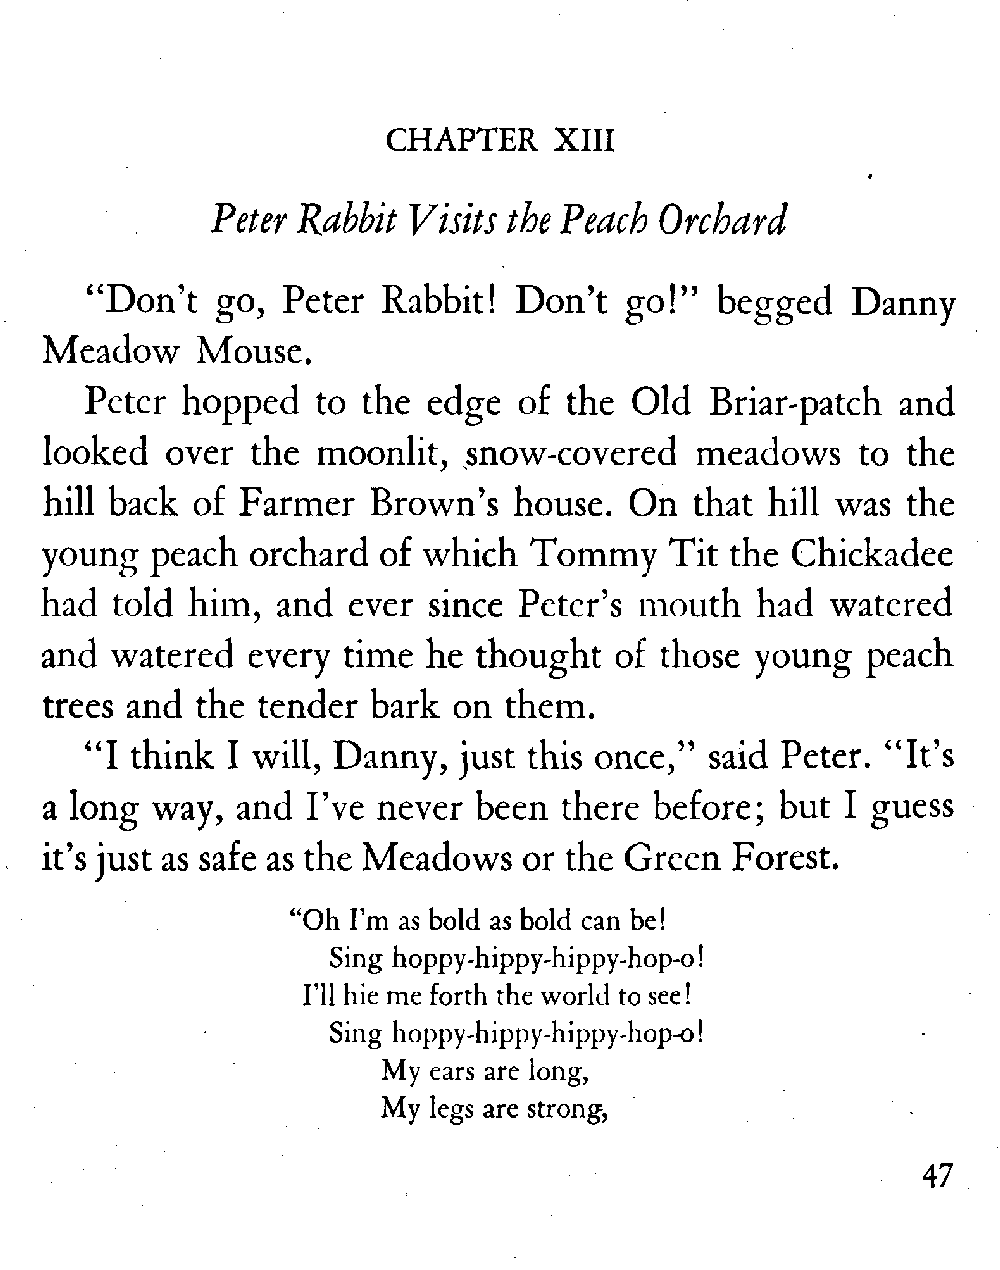 CHAPTER XIII
Peter Rabbit Visits the Peach Orchard
“Don’t go, Peter Rabbit! Don’t go!” begged Danny
Meadow Mouse.
Peter hopped to the edge of the Old Briar-patch and
looked over the moonlit, snow-covered meadows to the
hill back of Farmer Brown’s house. On that hill was the
young peach orchard of which Tommy Tit the Chickadee
had told him, and ever since Peter’s mouth had watered
and watered every time he thought of those young peach
trees and the tender bark on them.
“I think I will, Danny, just this once,” said Peter. “It’s
a long way, and I’ve never been there before; but I guess
it’s just as safe as the Meadows or the Green Forest.
“Oh I’m as bold as bold can be!
Sing hoppy-hippy-hippy-hop-o!
I’ll hie me forth the world to see!
Sing hoppy-hippy-hippy-hop-o!
My ears are long,
My legs are strong,
47